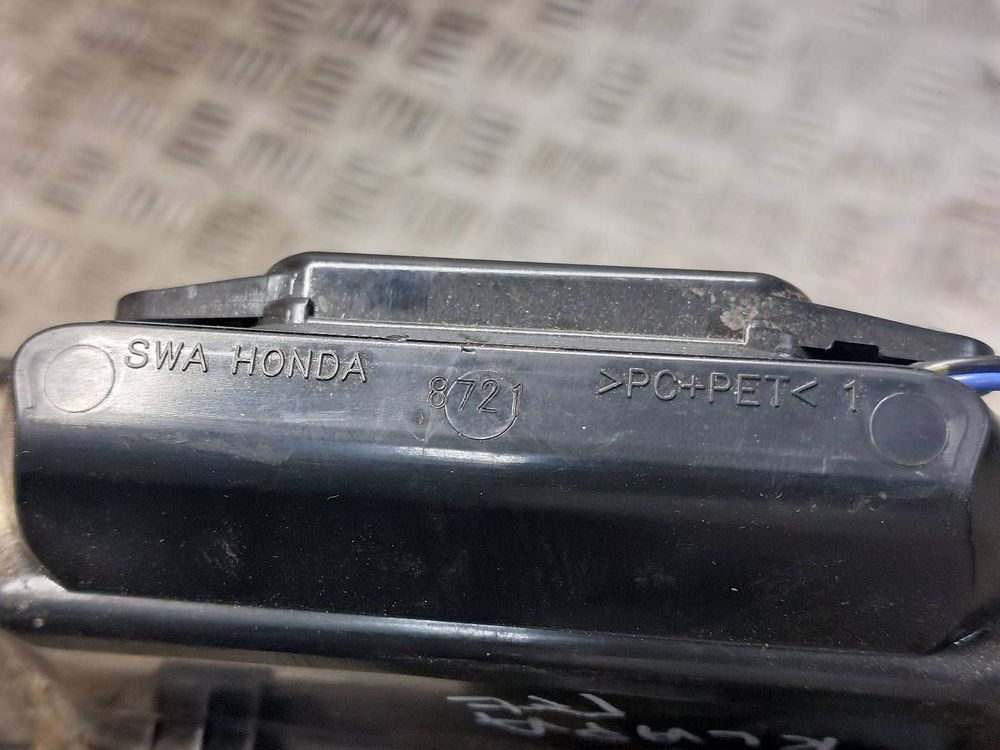 SWA HONDA 8721 >PC+PET< 1